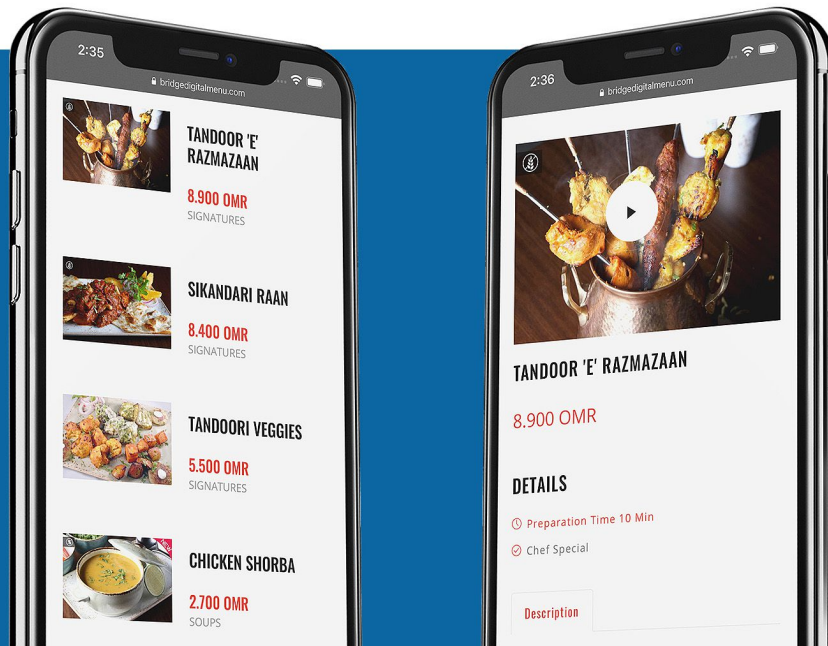 2:35
bridgedigitalmenu.com
TANDOOR 'E'
RAZMAZAAN
8.900 OMR
SIGNATURES
SIKANDARI RAAN
8.400 OMR
SIGNATURES
TANDOORI VEGGIES
5.500 OMR
SIGNATURES
NEW
CHICKEN SHORBA
2.700 OMR
SOUPS
2:36
bridgedigitalmenu.com
TANDOOR 'E' RAZMAZAAN
8.900 OMR
DETAILS
Preparation Time 10 Min
Chef Special
Description